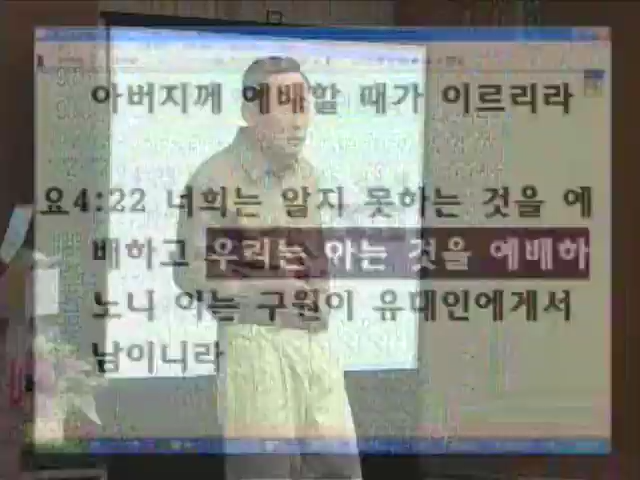 아버지께 예배할 때가 이르리라
요4:22 너희는 알지 못하는 것을 예
배하고 우리는 아는 것을 예배하
노니 이는 구원이 유대인에게서
남이니라